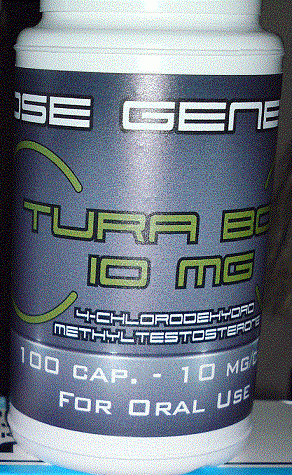 OSE GENE
TURA BO
10 MG
4-CHLORODEHYDRO
METHYLTESTOSTERONE
100 CAP. - 10 MG/C
FOR ORAL USE